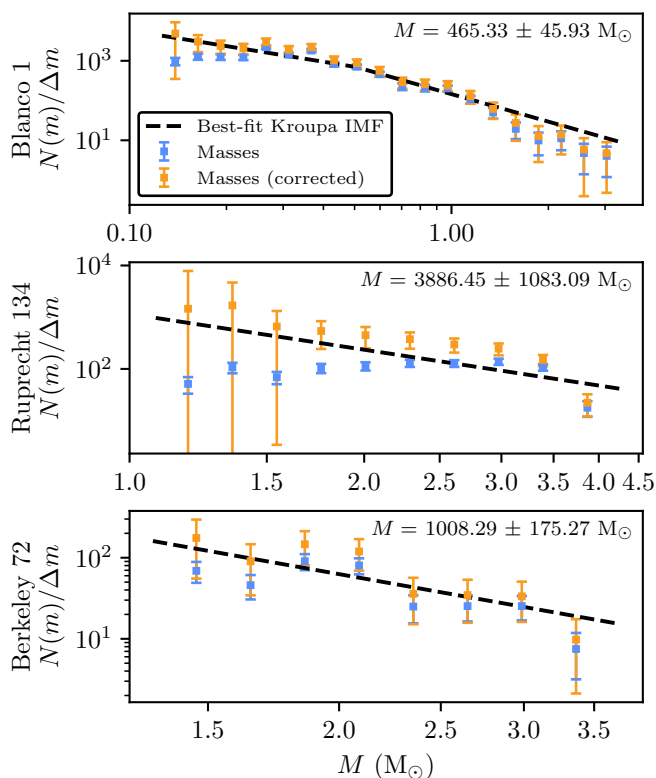 Blanco 1
N(m)/Δm
10³
10¹
M = 465.33 ± 45.93 M☉
Best-fit Kroupa IMF
Masses
Masses (corrected)
0.10
1.00
Ruprecht 134
N(m)/Δm
10⁴
10²
M = 3886.45 ± 1083.09 M☉
1.0
1.5
2.0
2.5
3.0
3.5
4.0
4.5
Berkeley 72
N(m)/Δm
10²
10¹
M = 1008.29 ± 175.27 M☉
1.5
2.0
2.5
3.0
3.5
M (M☉)